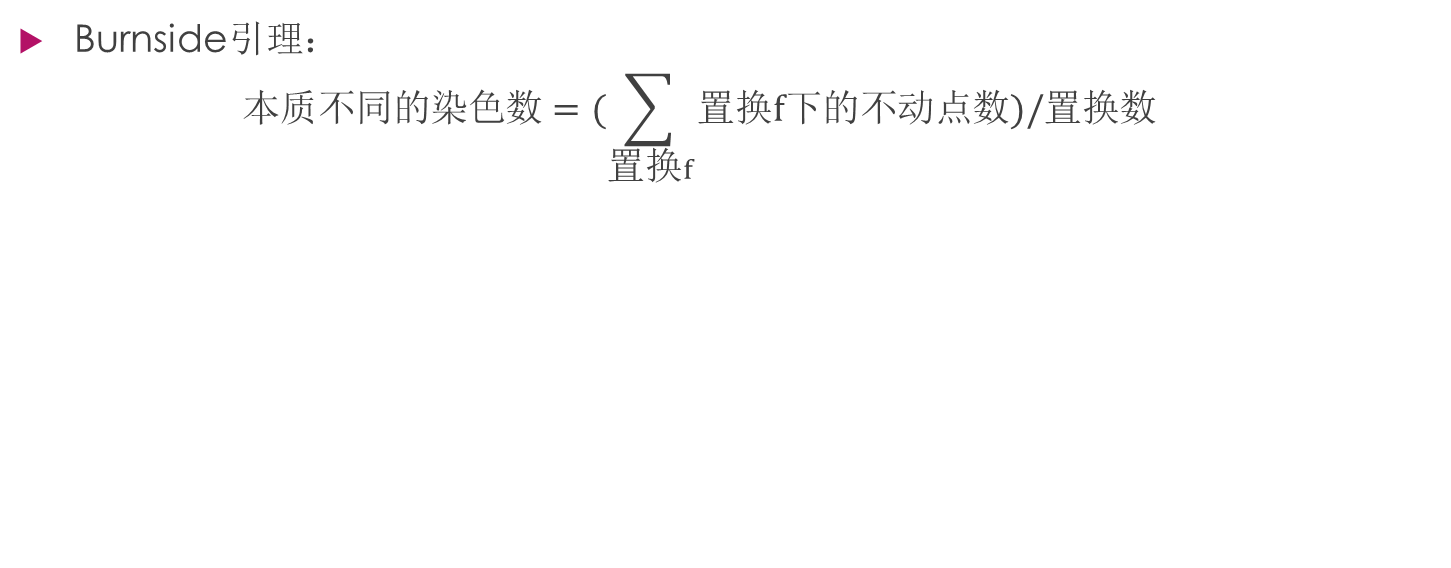 Burnside引理：
本质不同的染色数 = (∑ 置换f下的不动点数)/置换数
置换f